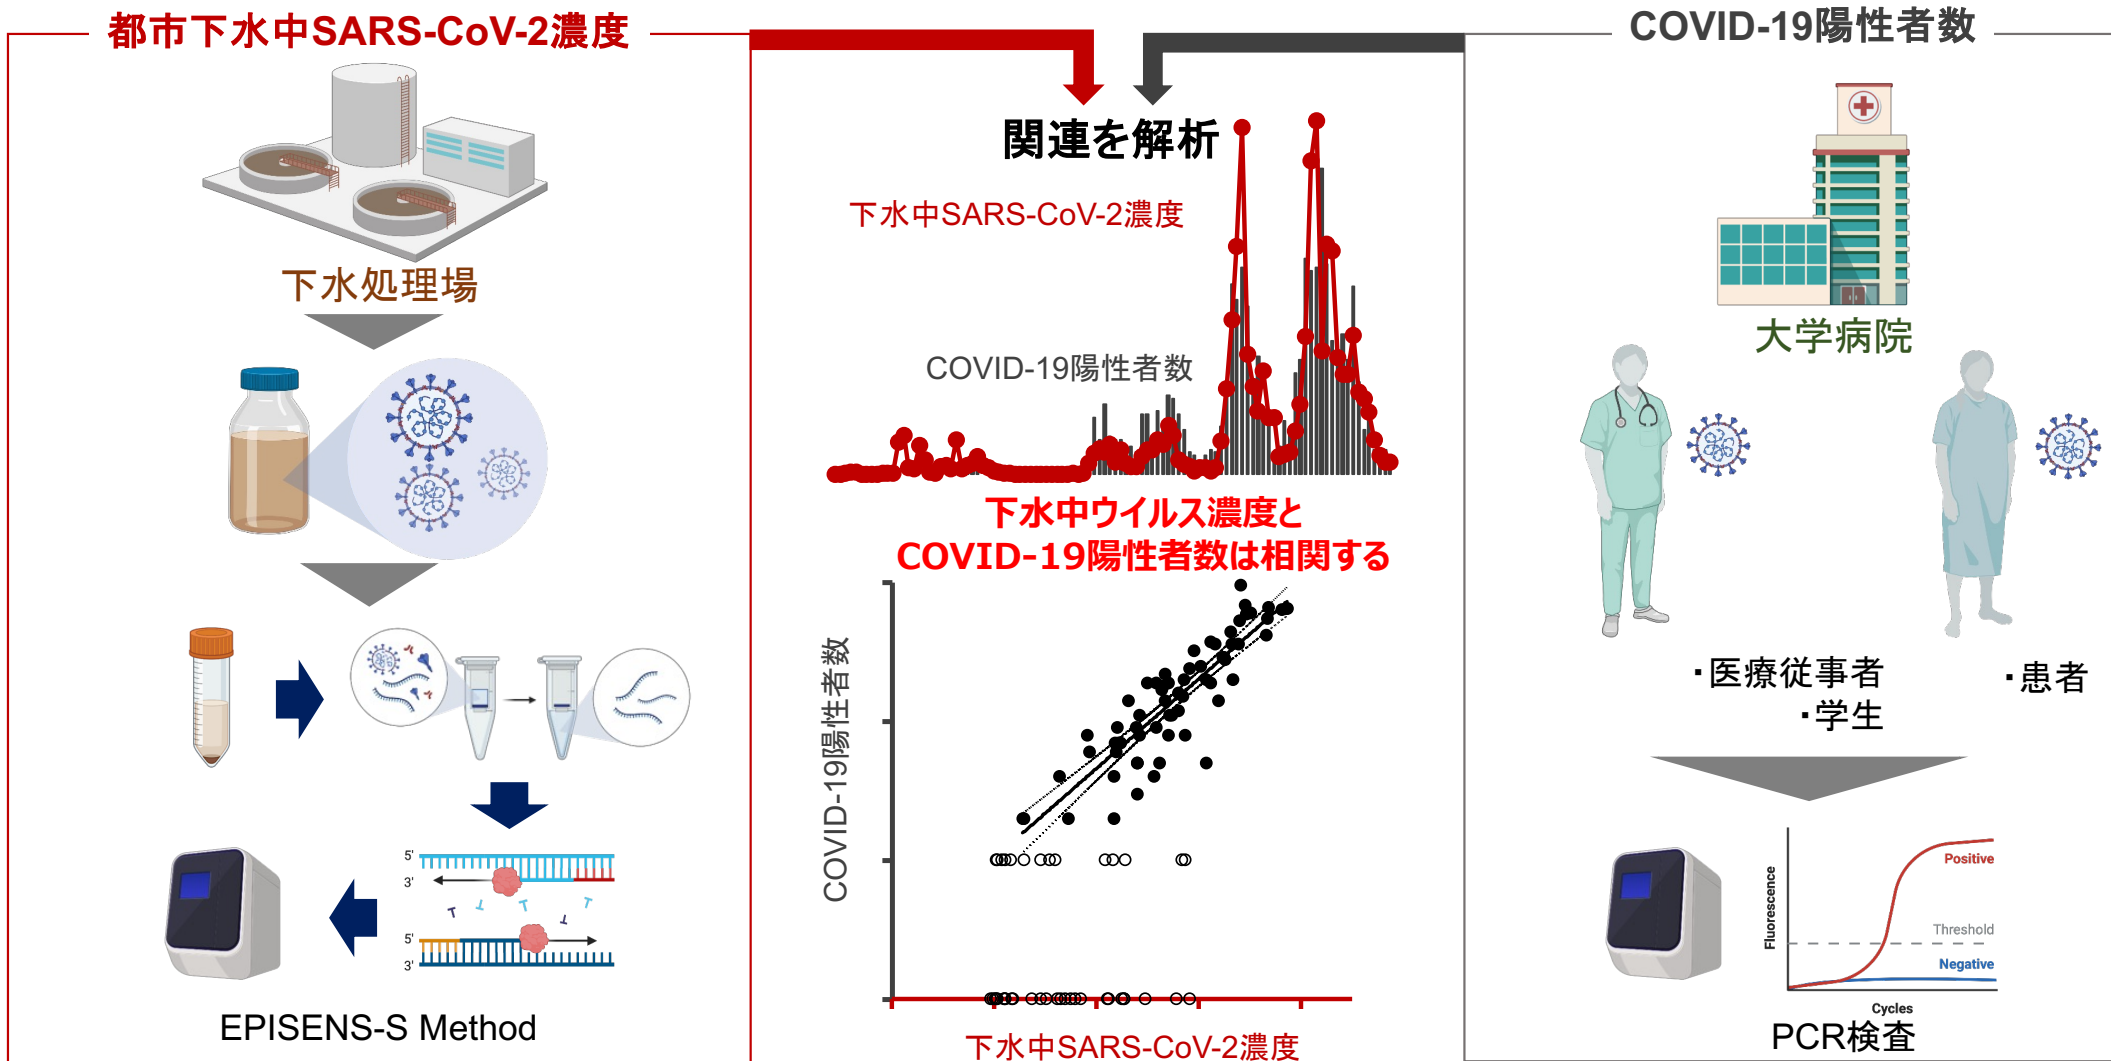 都市下水中SARS-CoV-2濃度
下水処理場
5'
3'
5'
3'
EPISENS-S Method
関連を解析
下水中SARS-CoV-2濃度
COVID-19陽性者数
下水中ウイルス濃度と
COVID-19陽性者数は相関する
COVID-19陽性者数
下水中SARS-CoV-2濃度
COVID-19陽性者数
大学病院
・医療従事者
・学生
・患者
Fluorescence
Positive
Threshold
Negative
Cycles
PCR検査